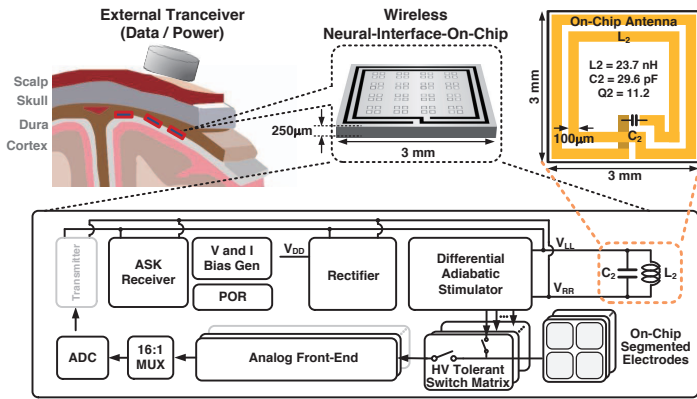 External Tranceiver
(Data / Power)
Wireless
Neural-Interface-On-Chip
On-Chip Antenna
L2
L2 = 23.7 nH
C2 = 29.6 pF
Q2 = 11.2
C2
100µm
3 mm
3 mm
Scalp
Skull
Dura
Cortex
250µm
3 mm
Transmitter
ASK
Receiver
V and I
Bias Gen
POR
VDD
Rectifier
Differential
Adiabatic
Stimulator
VLL
VRR
C2
L2
ADC
16:1
MUX
Analog Front-End
HV Tolerant
Switch Matrix
On-Chip
Segmented
Electrodes